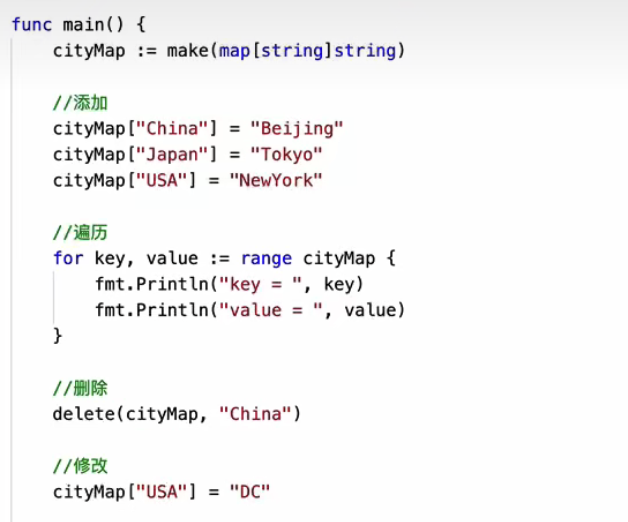 func main() {
cityMap := make(map[string]string)
//添加
cityMap["China"] = "Beijing"
cityMap["Japan"] = "Tokyo"
cityMap["USA"] = "NewYork"
//遍历
for key, value := range cityMap {
fmt.Println("key = ", key)
fmt.Println("value = ", value)
}
//删除
delete(cityMap, "China")
//修改
cityMap["USA"] = "DC"